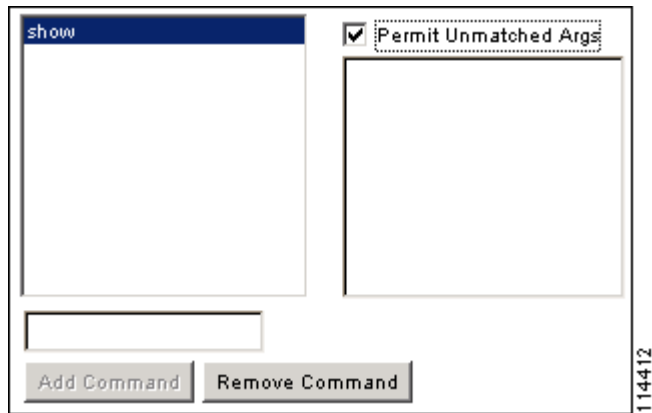 show
Permit Unmatched Args
Add Command
Remove Command
114412